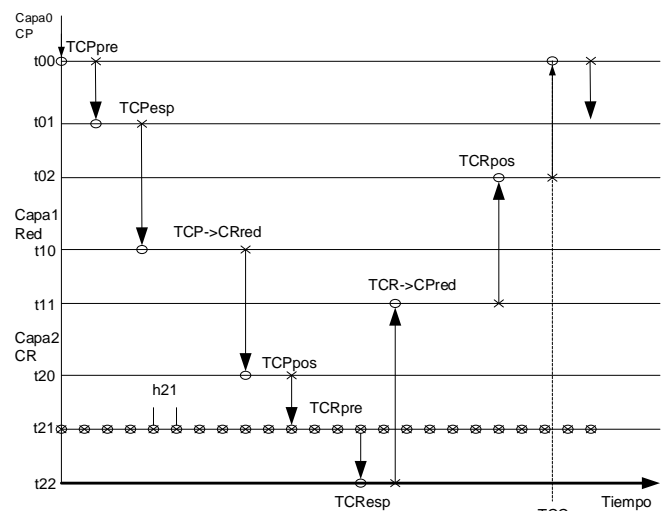 Capa0
CP
TCPpre
t00
TCPesp
t01
TCRpos
t02
Capa1
Red
TCP->CRred
t10
TCR->CPred
t11
Capa2
CR
TCPpos
t20
h21
TCRpre
t21
t22
TCResp
Tiempo